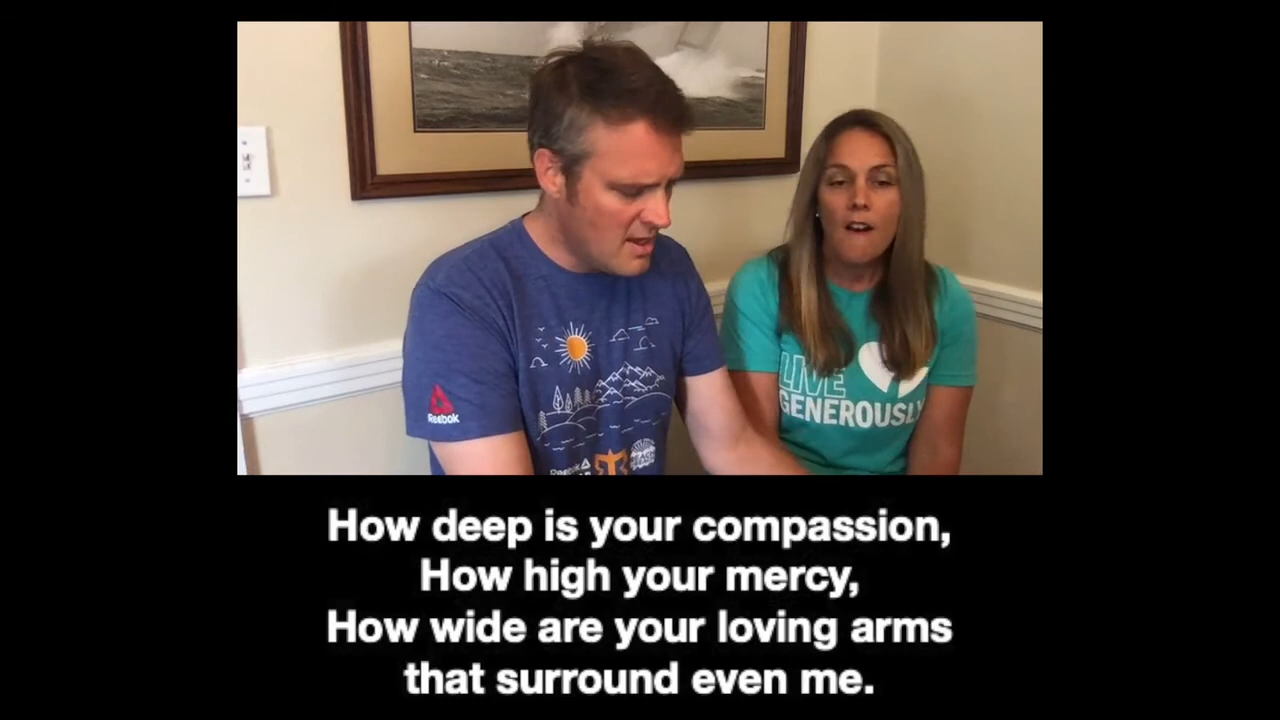 Reebok
LIVE
GENEROUSLY
Reebok
How deep is your compassion,
How high your mercy,
How wide are your loving arms
that surround even me.